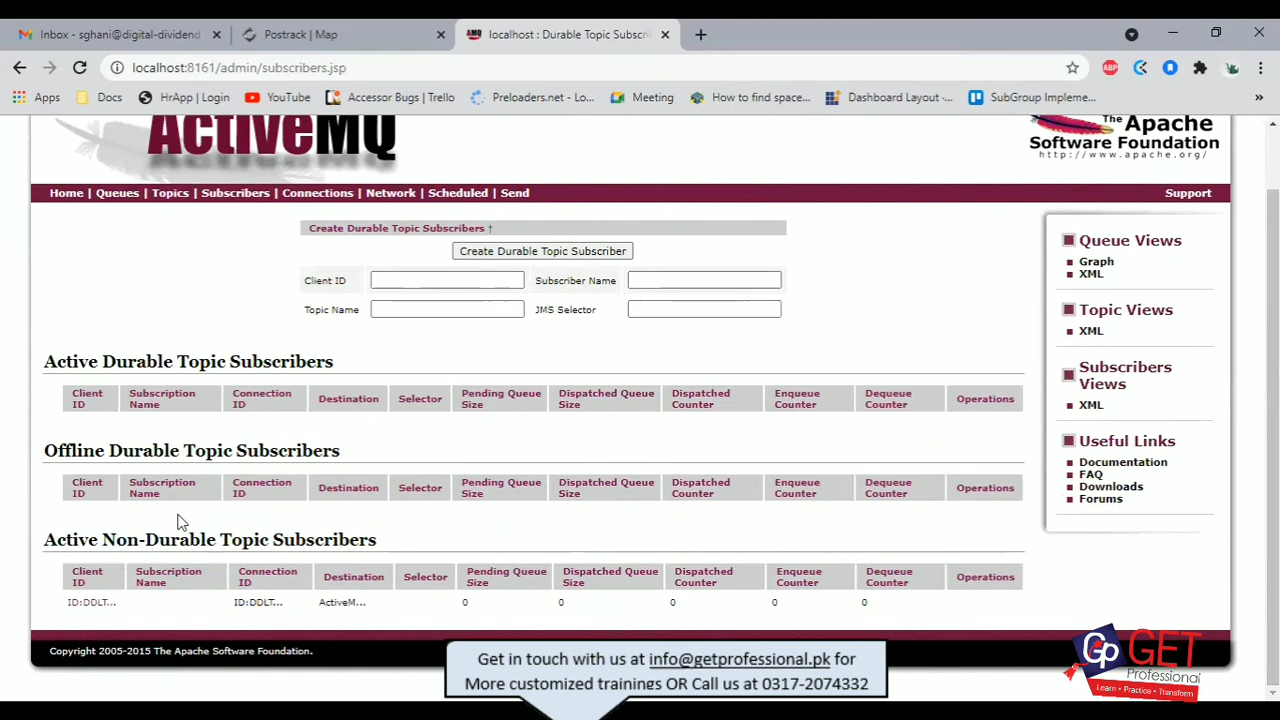 Inbox - sghani@digital-dividend
Postrack | Map
AMQ localhost : Durable Topic Subscri
localhost:8161/admin/subscribers.jsp
ABP
Apps Docs HrApp | Login YouTube Accessor Bugs | Trello Preloaders.net - Lo... Meeting How to find space... Dashboard Layout -... SubGroup Impleme... »
ActiveMQ
The Apache
Software Foundation
http://www.apache.org/
Home | Queues | Topics | Subscribers | Connections | Network | Scheduled | Send
Support
Create Durable Topic Subscribers ↑
Create Durable Topic Subscriber
Client ID Subscriber Name
Topic Name JMS Selector
Active Durable Topic Subscribers
Client ID Subscription Name Connection ID Destination Selector Pending Queue Size Dispatched Queue Size Dispatched Counter Enqueue Counter Dequeue Counter Operations
Offline Durable Topic Subscribers
Client ID Subscription Name Connection ID Destination Selector Pending Queue Size Dispatched Queue Size Dispatched Counter Enqueue Counter Dequeue Counter Operations
Active Non-Durable Topic Subscribers
Client ID Subscription Name Connection ID Destination Selector Pending Queue Size Dispatched Queue Size Dispatched Counter Enqueue Counter Dequeue Counter Operations
ID:DDLT... ID:DDLT... ActiveM... 0 0 0 0 0
Queue Views
Graph
XML
Topic Views
XML
Subscribers
Views
XML
Useful Links
Documentation
FAQ
Downloads
Forums
Copyright 2005-2015 The Apache Software Foundation.
Get in touch with us at info@getprofessional.pk for
More customized trainings OR Call us at 0317-2074332
Gp GET
Professional
Learn • Practice • Transform